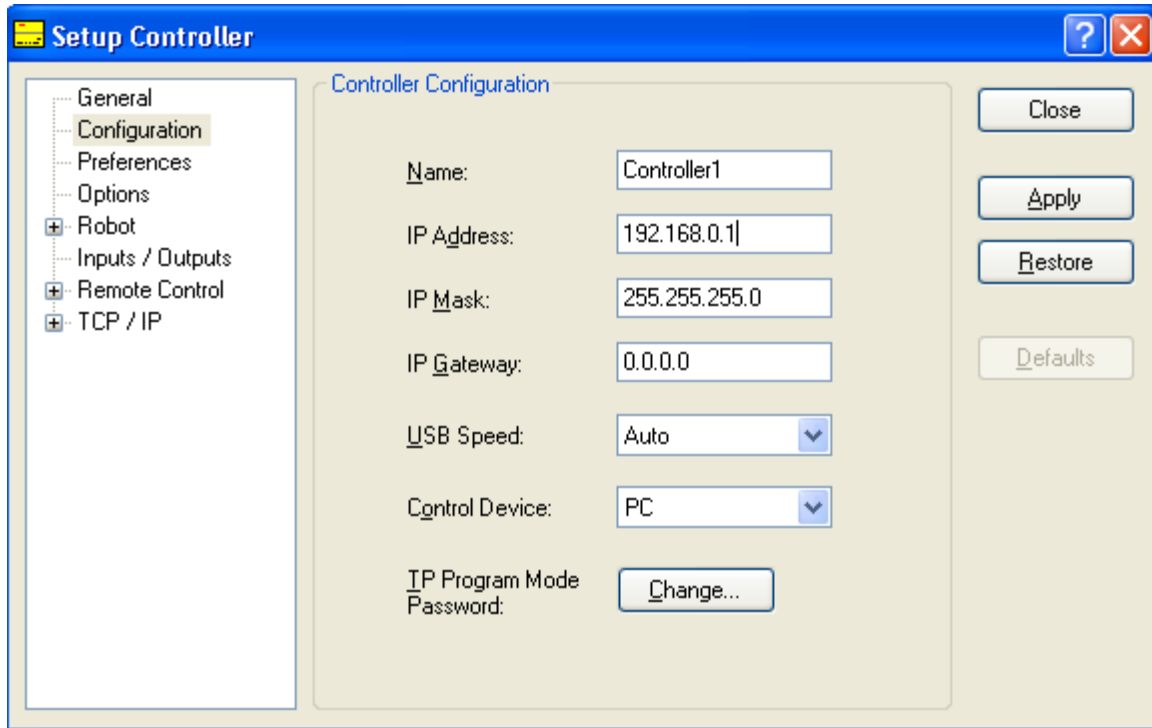 Setup Controller
General
Configuration
Preferences
Options
Robot
Inputs / Outputs
Remote Control
TCP / IP
Controller Configuration
Name: Controller1
IP Address: 192.168.0.1
IP Mask: 255.255.255.0
IP Gateway: 0.0.0.0
USB Speed: Auto
Control Device: PC
TP Program Mode
Password: Change...
Close
Apply
Restore
Defaults